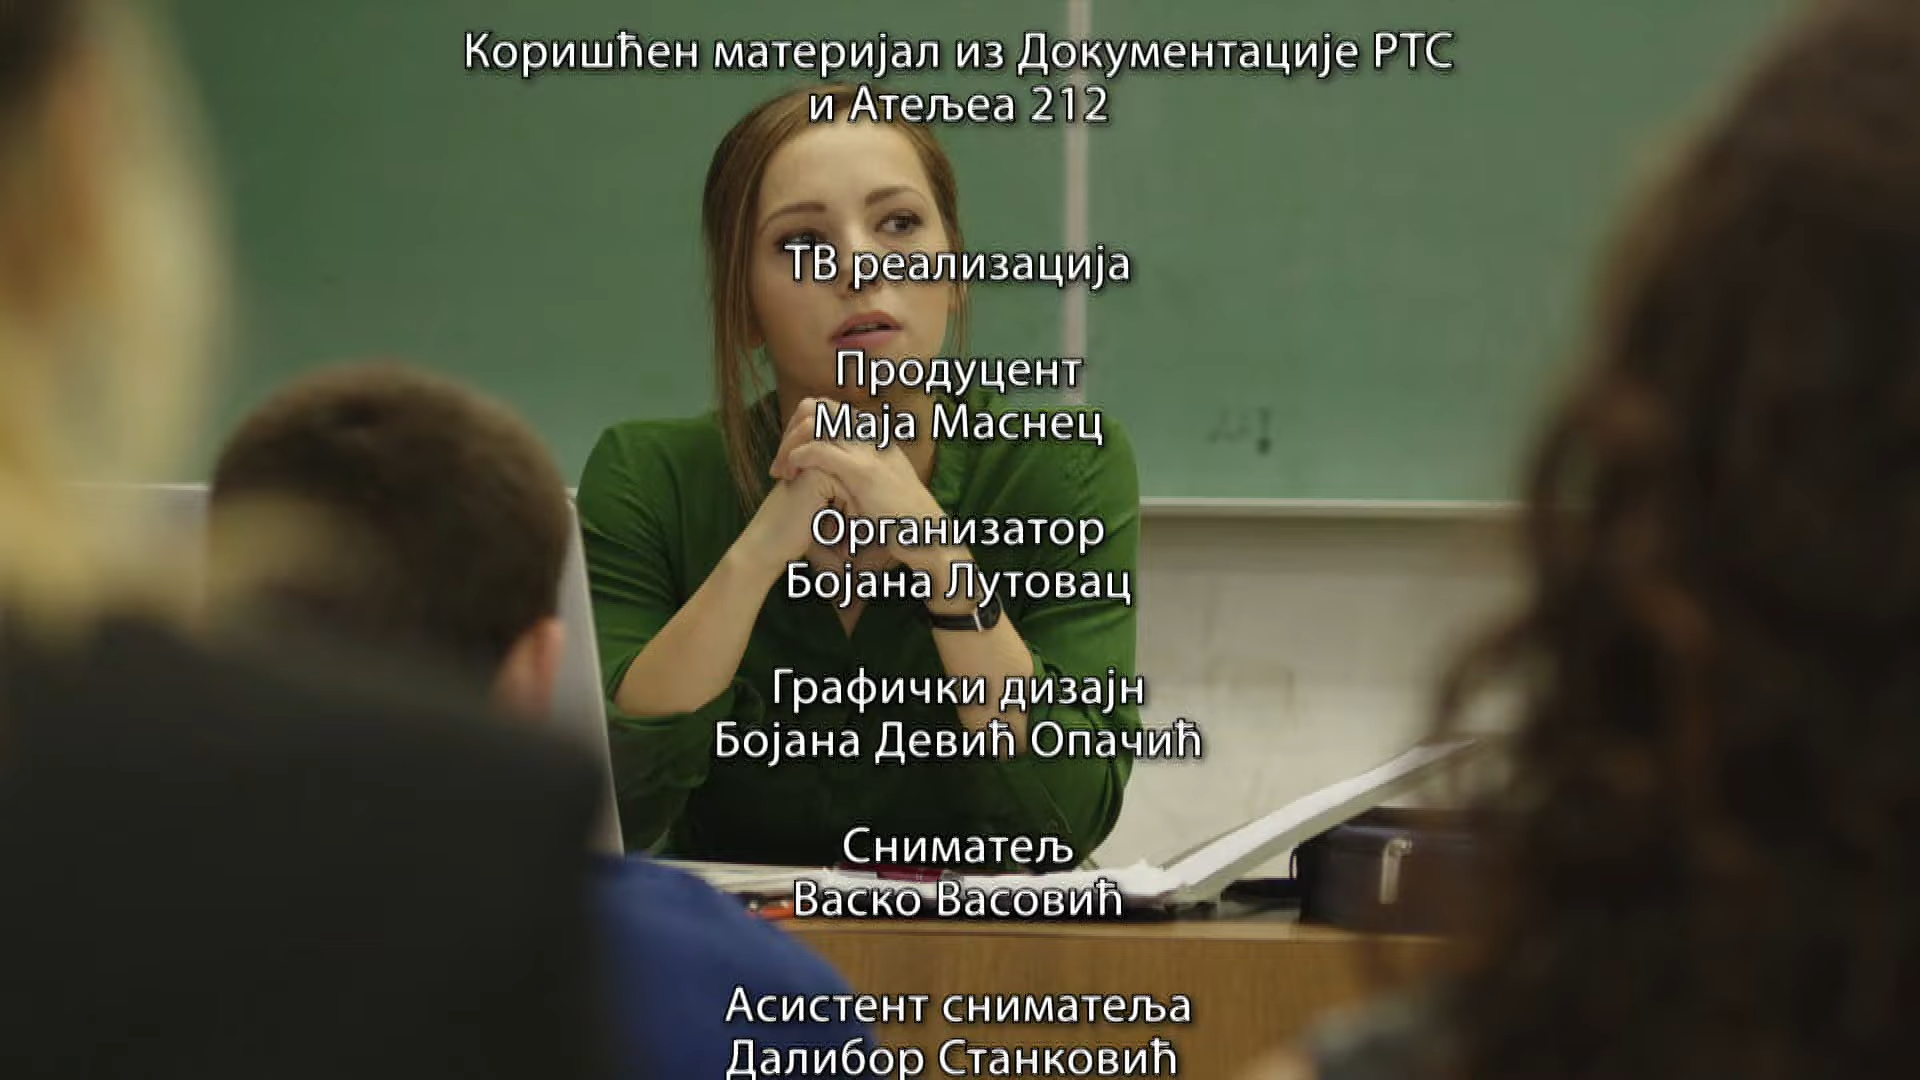 Коришћен материјал из Документације РТС
и Атељеа 212
ТВ реализација
Продуцент
Маја Маснец
Организатор
Бојана Лутовац
Графички дизајн
Бојана Девић Опачић
Сниматељ
Васко Васовић
Асистент сниматеља
Далибор Станковић